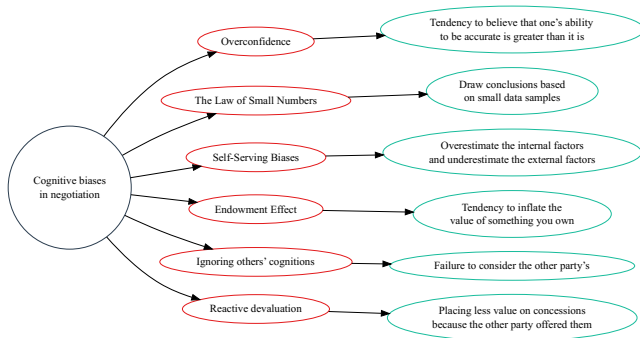 Cognitive biases
in negotiation
Overconfidence
Tendency to believe that one's ability
to be accurate is greater than it is
The Law of Small Numbers
Draw conclusions based
on small data samples
Self-Serving Biases
Overestimate the internal factors
and underestimate the external factors
Endowment Effect
Tendency to inflate the
value of something you own
Ignoring others' cognitions
Failure to consider the other party's
Reactive devaluation
Placing less value on concessions
because the other party offered them